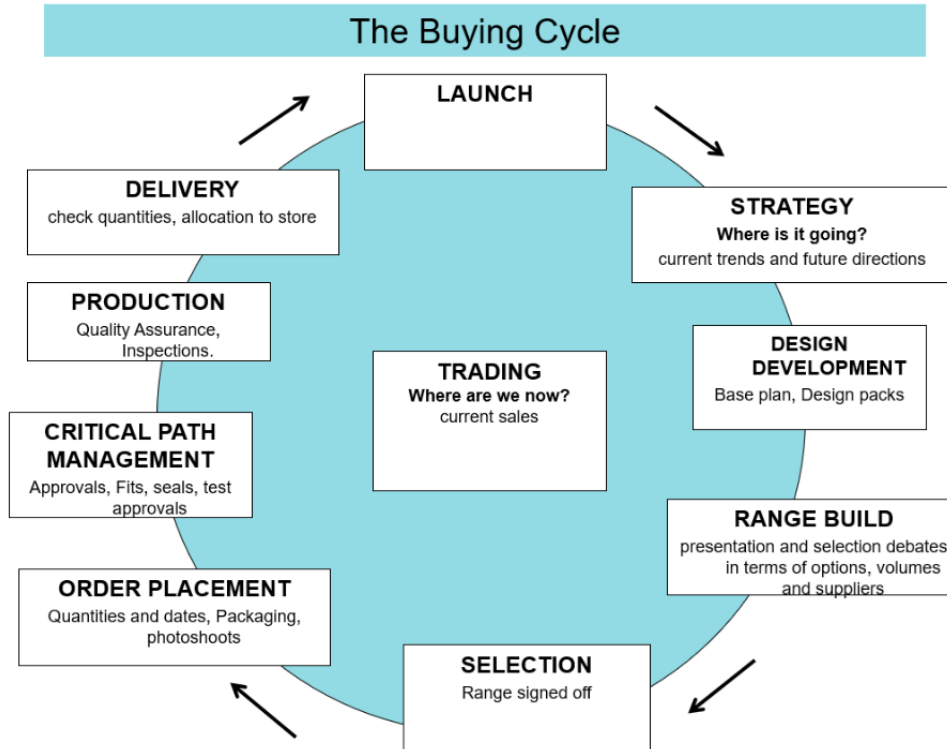 The Buying Cycle
LAUNCH
STRATEGY
Where is it going?
current trends and future directions
DESIGN
DEVELOPMENT
Base plan, Design packs
RANGE BUILD
presentation and selection debates
in terms of options, volumes
and suppliers
SELECTION
Range signed off
ORDER PLACEMENT
Quantities and dates, Packaging,
photoshoots
CRITICAL PATH
MANAGEMENT
Approvals, Fits, seals, test
approvals
PRODUCTION
Quality Assurance,
Inspections.
DELIVERY
check quantities, allocation to store
TRADING
Where are we now?
current sales